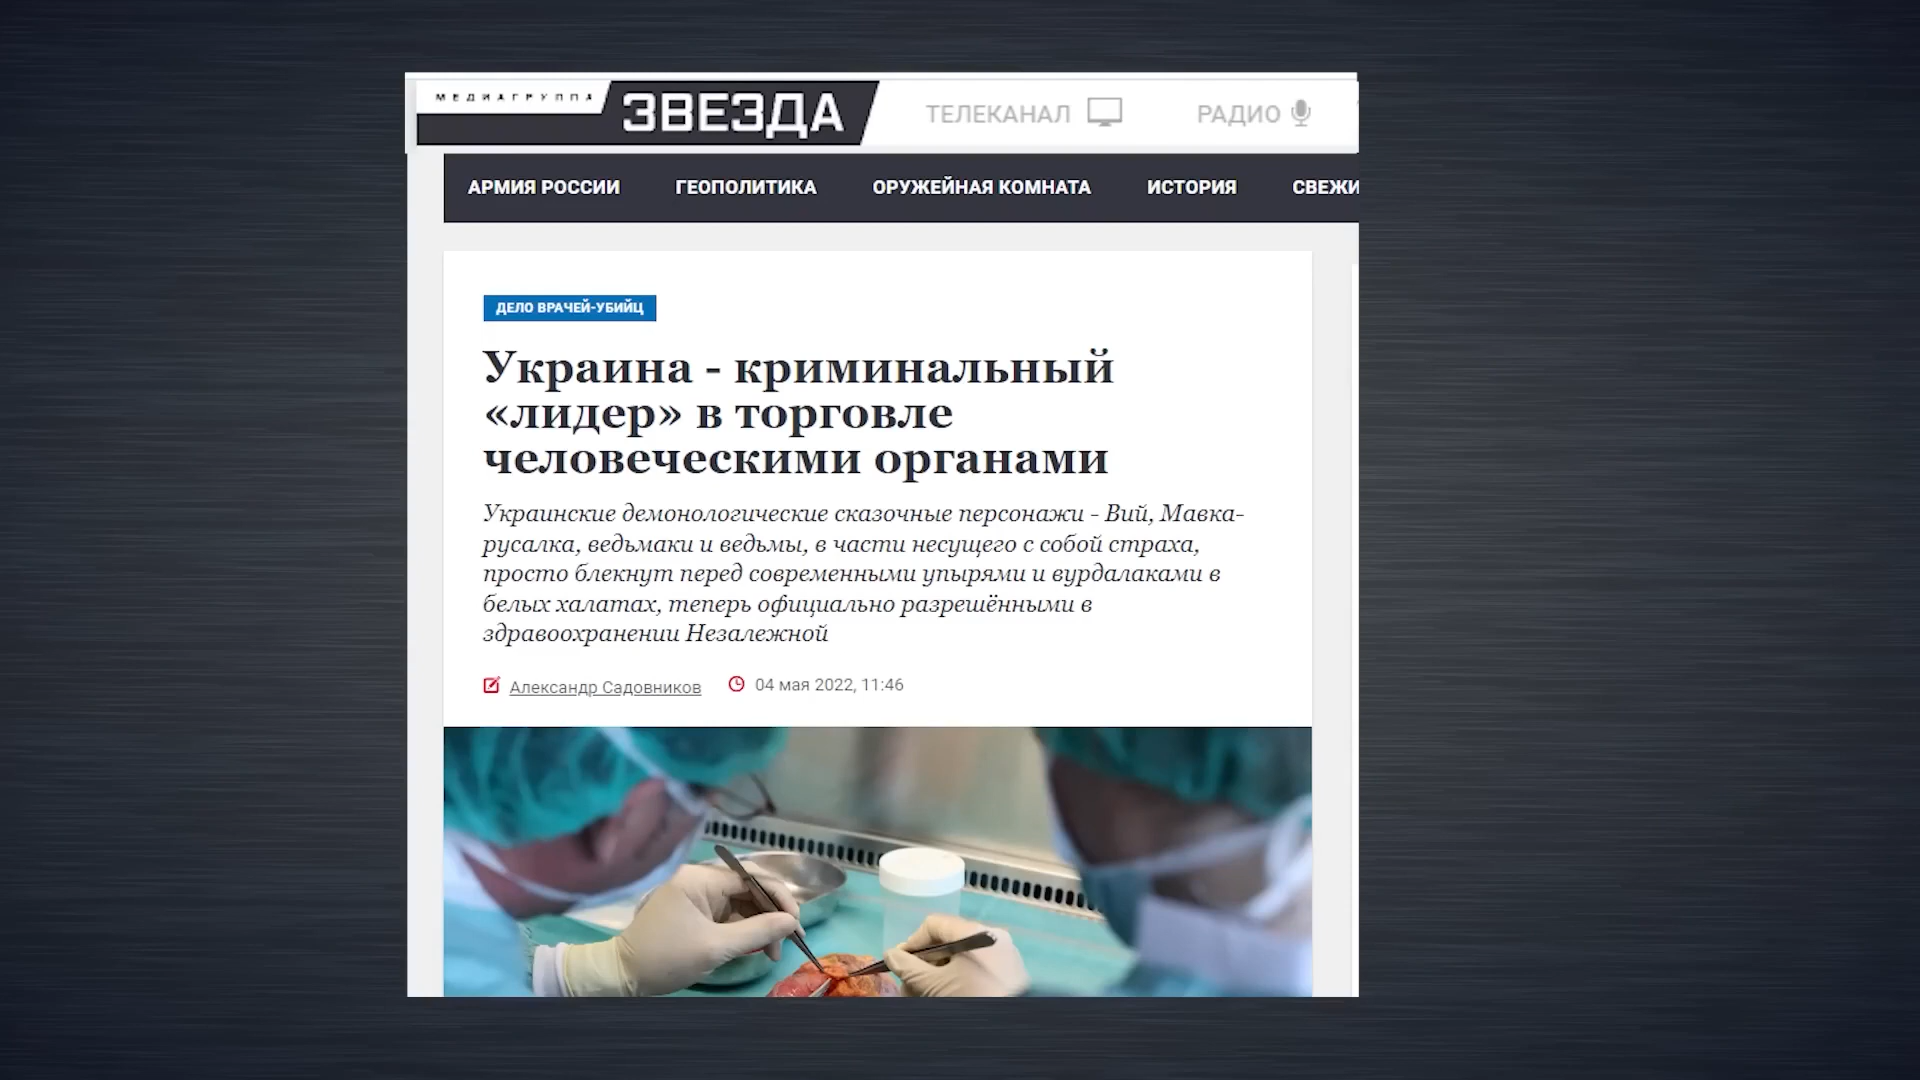 МЕДИАГРУППА
ЗВЕЗДА
ТЕЛЕКАНАЛ
РАДИО
АРМИЯ РОССИИ ГЕОПОЛИТИКА ОРУЖЕЙНАЯ КОМНАТА ИСТОРИЯ СВЕЖИ
ДЕЛО ВРАЧЕЙ-УБИЙЦ
Украина - криминальный
«лидер» в торговле
человеческими органами
Украинские демонологические сказочные персонажи - Вий, Мавка-
русалка, ведьмаки и ведьмы, в части несущего с собой страха,
просто блекнут перед современными упырями и вурдалаками в
белых халатах, теперь официально разрешёнными в
здравоохранении Незалежной
Александр Садовников 04 мая 2022, 11:46